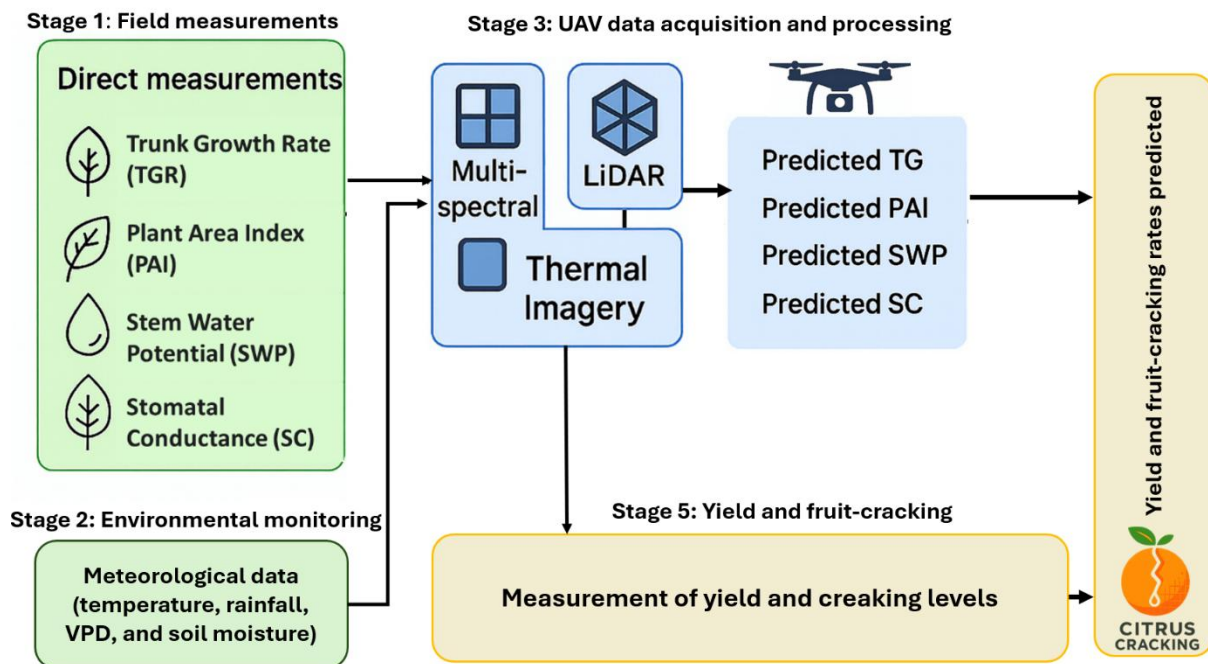 Stage 1: Field measurements
Direct measurements
Trunk Growth Rate
(TGR)
Plant Area Index
(PAI)
Stem Water
Potential (SWP)
Stomatal
Conductance (SC)
Stage 2: Environmental monitoring
Meteorological data
(temperature, rainfall,
VPD, and soil moisture)
Stage 3: UAV data acquisition and processing
Multi-
spectral
LiDAR
Thermal
Imagery
Predicted TG
Predicted PAI
Predicted SWP
Predicted SC
Stage 5: Yield and fruit-cracking
Measurement of yield and creaking levels
Yield and fruit-cracking rates predicted
CITRUS
CRACKING